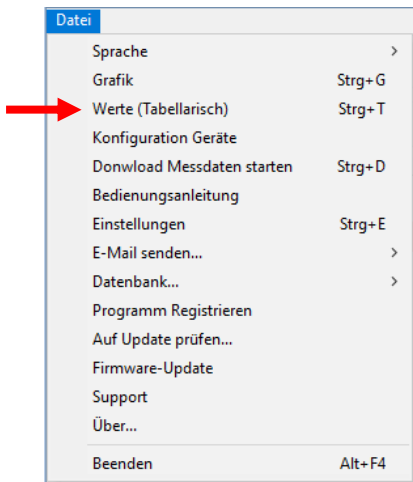 Datei
Sprache >
Grafik Strg+G
Werte (Tabellarisch) Strg+T
Konfiguration Geräte
Donwload Messdaten starten Strg+D
Bedienungsanleitung
Einstellungen Strg+E
E-Mail senden... >
Datenbank... >
Programm Registrieren
Auf Update prüfen...
Firmware-Update
Support
Über...
Beenden Alt+F4